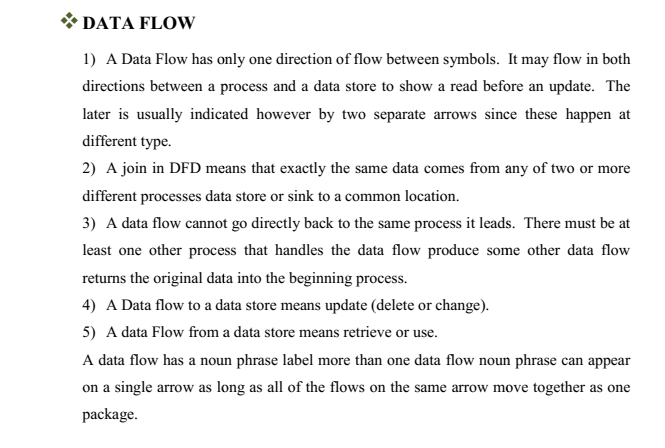 ❖ DATA FLOW
1) A Data Flow has only one direction of flow between symbols. It may flow in both
directions between a process and a data store to show a read before an update. The
later is usually indicated however by two separate arrows since these happen at
different type.
2) A join in DFD means that exactly the same data comes from any of two or more
different processes data store or sink to a common location.
3) A data flow cannot go directly back to the same process it leads. There must be at
least one other process that handles the data flow produce some other data flow
returns the original data into the beginning process.
4) A Data flow to a data store means update (delete or change).
5) A data Flow from a data store means retrieve or use.
A data flow has a noun phrase label more than one data flow noun phrase can appear
on a single arrow as long as all of the flows on the same arrow move together as one
package.